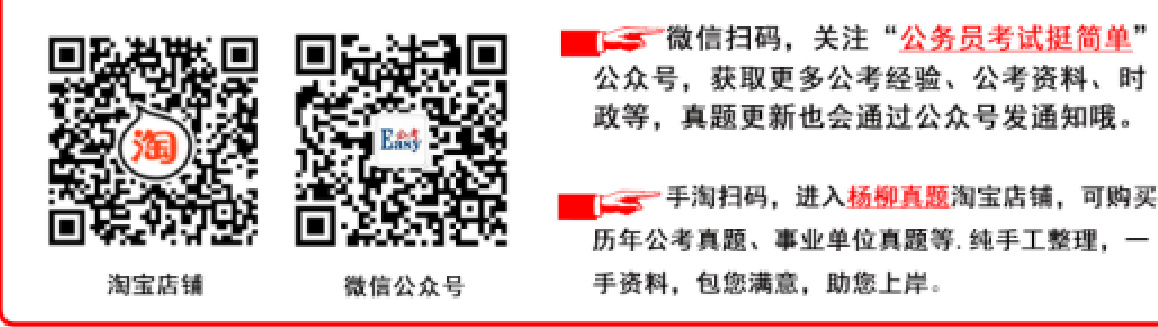 微信扫码，关注“公务员考试挺简单”
公众号，获取更多公考经验、公考资料、时
政等，真题更新也会通过公众号发通知哦。
手淘扫码，进入杨柳真题淘宝店铺，可购买
历年公考真题、事业单位真题等.纯手工整理，一
手资料，包您满意，助您上岸。
淘
公考
Easy
淘宝店铺
微信公众号